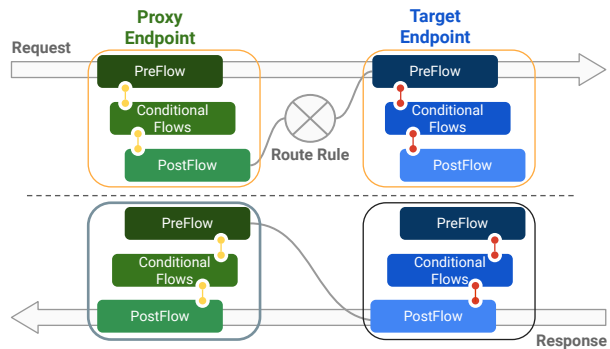 Proxy
Endpoint
Target
Endpoint
Request
PreFlow
Conditional
Flows
PostFlow
Route Rule
PreFlow
Conditional
Flows
PostFlow
PreFlow
Conditional
Flows
PostFlow
PreFlow
Conditional
Flows
PostFlow
Response